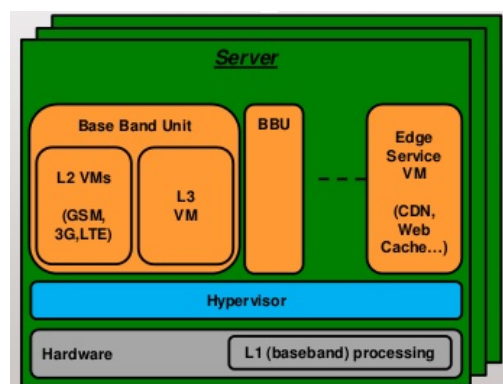 Server
Base Band Unit
L2 VMs
(GSM,
3G,LTE)
L3
VM
BBU
Edge
Service
VM
(CDN,
Web
Cache...)
Hypervisor
Hardware
L1 (baseband) processing